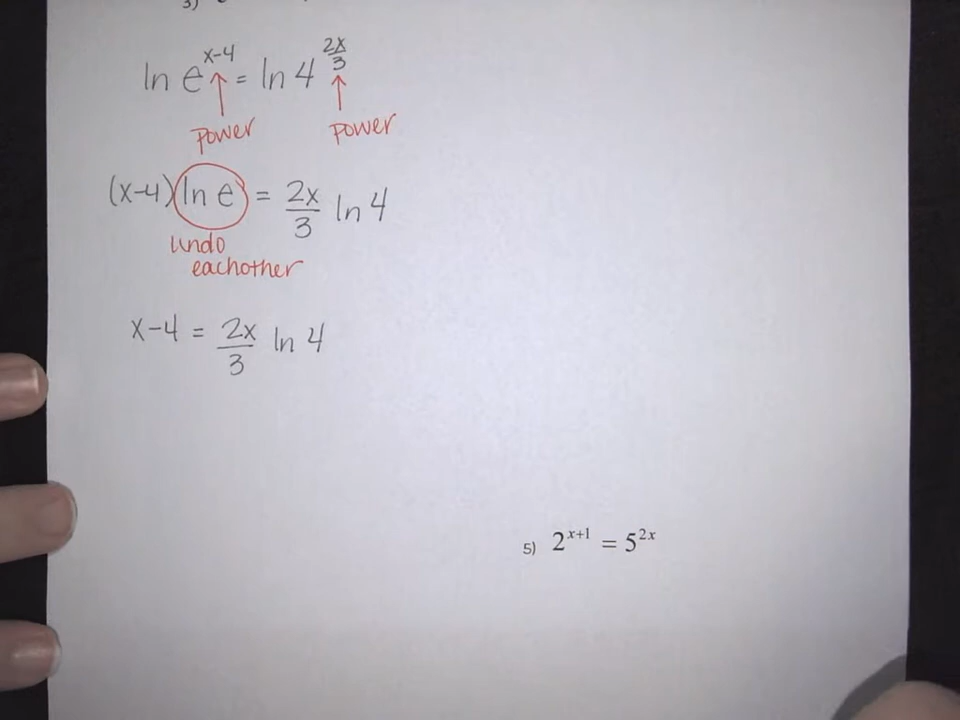 3)
ln e^{x-4} = ln 4^{2x/3}
power power
(x-4) ln e = 2x/3 ln 4
undo
eachother
x-4 = 2x/3 ln 4
5) 2^{x+1} = 5^{2x}